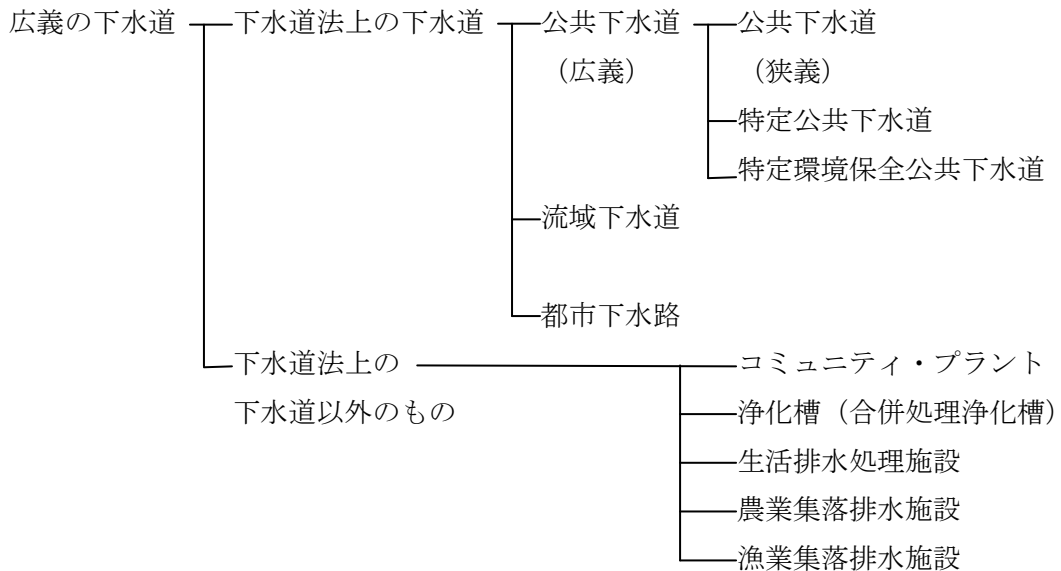 広義の下水道 下水道法上の下水道 公共下水道 公共下水道
（広義） （狭義）
特定公共下水道
特定環境保全公共下水道
流域下水道
都市下水路
下水道法上の コミュニティ・プラント
下水道以外のもの 浄化槽（合併処理浄化槽）
生活排水処理施設
農業集落排水施設
漁業集落排水施設